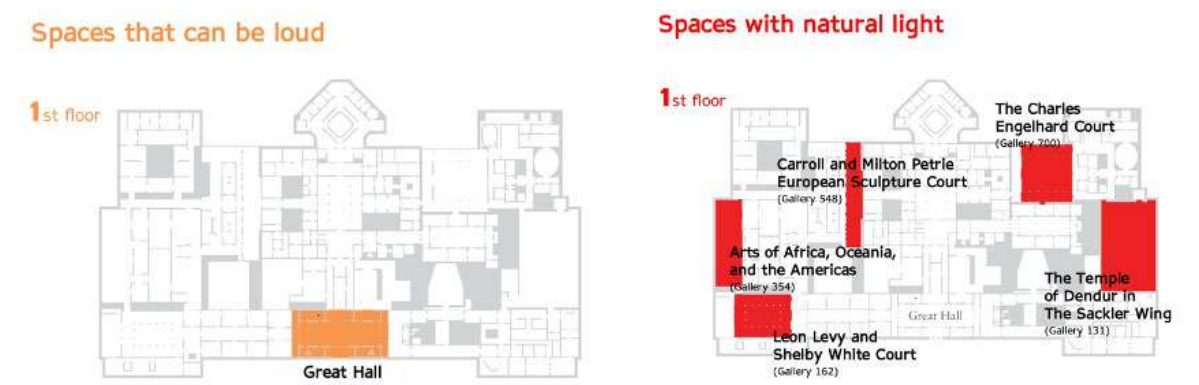 Spaces that can be loud
1st floor
Great Hall
Spaces with natural light
1st floor
The Charles
Engelhard Court
(Gallery 700)
Carroll and Milton Petrie
European Sculpture Court
(Gallery 548)
Arts of Africa, Oceania,
and the Americas
(Gallery 354)
The Temple
of Dendur in
The Sackler Wing
(Gallery 131)
Great Hall
Leon Levy and
Shelby White Court
(Gallery 162)